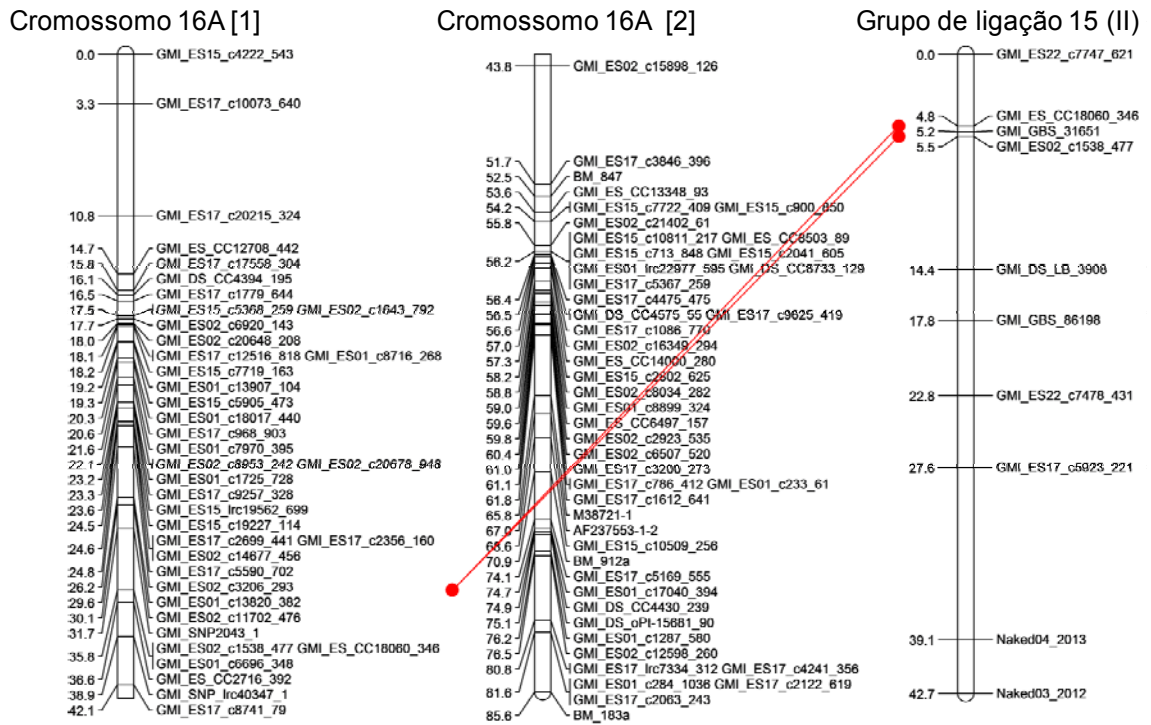 Cromossomo 16A [1]
0.0 GMI_ES15_c4222_543
3.3 GMI_ES17_c10073_640
10.8 GMI_ES17_c20215_324
14.7 GMI_ES_CC12708_442
15.8 GMI_ES17_c17558_304
16.1 GMI_DS_CC4394_195
16.5 GMI_ES17_c1779_644
17.5 GMI_ES15_c5368_259 GMI_ES02_c1643_792
17.7 GMI_ES02_c6920_143
18.0 GMI_ES02_c20648_208
18.1 GMI_ES17_c12516_818 GMI_ES01_c8716_268
18.2 GMI_ES15_c7719_163
19.2 GMI_ES01_c13907_104
19.3 GMI_ES15_c5905_473
20.3 GMI_ES01_c18017_440
20.6 GMI_ES17_c968_903
21.6 GMI_ES01_c7970_395
22.1 GMI_ES02_c8953_242 GMI_ES02_c20678_948
23.2 GMI_ES01_c1725_728
23.3 GMI_ES17_c9257_328
23.6 GMI_ES15_lrc19562_699
24.5 GMI_ES15_c19227_114
24.6 GMI_ES17_c2699_441 GMI_ES17_c2356_160
GMI_ES02_c14677_456
24.8 GMI_ES17_c5590_702
26.2 GMI_ES02_c3206_293
29.6 GMI_ES01_c13820_382
30.1 GMI_ES02_c11702_476
31.7 GMI_SNP2043_1
35.8 GMI_ES02_c1538_477 GMI_ES_CC18060_346
GMI_ES01_c6696_348
36.6 GMI_ES_CC2716_392
38.9 GMI_SNP_lrc40347_1
42.1 GMI_ES17_c8741_79
Cromossomo 16A [2]
43.8 GMI_ES02_c15898_126
51.7 GMI_ES17_c3846_396
52.5 BM_847
53.6 GMI_ES_CC13348_93
54.2 GMI_ES15_c7722_409 GMI_ES15_c900_850
55.8 GMI_ES02_c21402_61
56.2 GMI_ES15_c10811_217 GMI_ES_CC8503_89
GMI_ES15_c713_848 GMI_ES15_c2041_605
GMI_ES01_lrc22977_595 GMI_DS_CC8733_129
GMI_ES17_c5367_259
56.4 GMI_ES17_c4475_475
56.5 GMI_DS_CC4575_55 GMI_ES17_c9625_419
56.6 GMI_ES17_c1086_770
57.0 GMI_ES02_c16349_294
57.3 GMI_ES_CC14000_280
58.2 GMI_ES15_c2802_625
58.8 GMI_ES02_c8034_282
59.0 GMI_ES01_c8899_324
59.6 GMI_ES_CC6497_157
59.8 GMI_ES02_c2923_535
60.4 GMI_ES02_c6507_520
61.0 GMI_ES17_c3200_273
61.1 GMI_ES17_c786_412 GMI_ES01_c233_61
61.8 GMI_ES17_c1612_641
65.8 M38721-1
67.0 AF237553-1-2
68.6 GMI_ES15_c10509_256
70.9 BM_912a
74.1 GMI_ES17_c5169_555
74.7 GMI_ES01_c17040_394
74.9 GMI_DS_CC4430_239
75.1 GMI_DS_oPt-15681_90
76.2 GMI_ES01_c1287_580
76.5 GMI_ES02_c12598_260
80.8 GMI_ES17_lrc7334_312 GMI_ES17_c4241_356
81.6 GMI_ES01_c284_1036 GMI_ES17_c2122_619
GMI_ES17_c2063_243
85.6 BM_183a
Grupo de ligação 15 (II)
0.0 GMI_ES22_c7747_621
4.8 GMI_ES_CC18060_346
5.2 GMI_GBS_31651
5.5 GMI_ES02_c1538_477
14.4 GMI_DS_LB_3908
17.8 GMI_GBS_86198
22.8 GMI_ES22_c7478_431
27.6 GMI_ES17_c5923_221
39.1 Naked04_2013
42.7 Naked03_2012